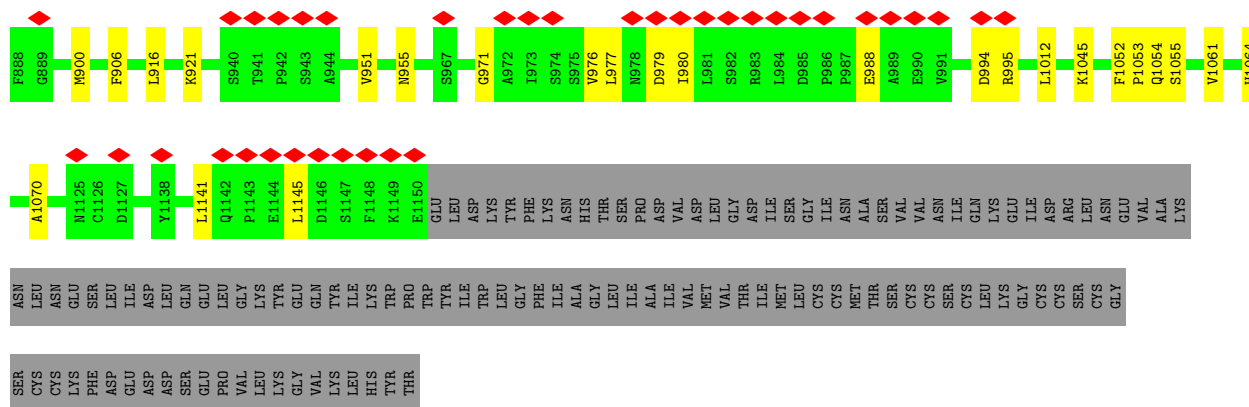 F888 G889 M900 F906 L916 K921 S940 T941 P942 S943 A944 V951 N955 S967 G971 A972 I973 S974 S975 V976 L977 N978 D979 I980 L981 S982 R983 L984 D985 P986 P987 E988 A989 E990 V991 D994 R995 L1012 K1045 F1052 P1053 Q1054 S1055 V1061
A1070 N1125 C1126 D1127 Y1138 L1141 Q1142 P1143 E1144 L1145 D1146 S1147 F1148 K1149 E1150 GLU LEU ASP LYS TYR PHE LYS ASN HIS THR SER PRO ASP VAL ASP LEU GLY ASP ILE SER GLY ILE ASN ALA SER VAL VAL ASN ILE GLN LYS GLU ILE ASP ARG LEU ASN GLU VAL ALA LYS
ASN LEU ASN GLU SER LEU ILE ASP LEU GLN GLU LEU GLY LYS TYR GLU GLN TYR ILE LYS TRP PRO TRP TYR ILE TRP LEU GLY PHE ILE ALA GLY LEU ILE ALA ILE VAL MET VAL THR ILE MET LEU CYS CYS MET THR SER CYS CYS SER CYS LEU LYS GLY CYS CYS SER CYS GLY
SER CYS CYS LYS PHE ASP GLU ASP ASP SER GLU PRO VAL LEU LYS GLY VAL LYS LEU HIS TYR THR